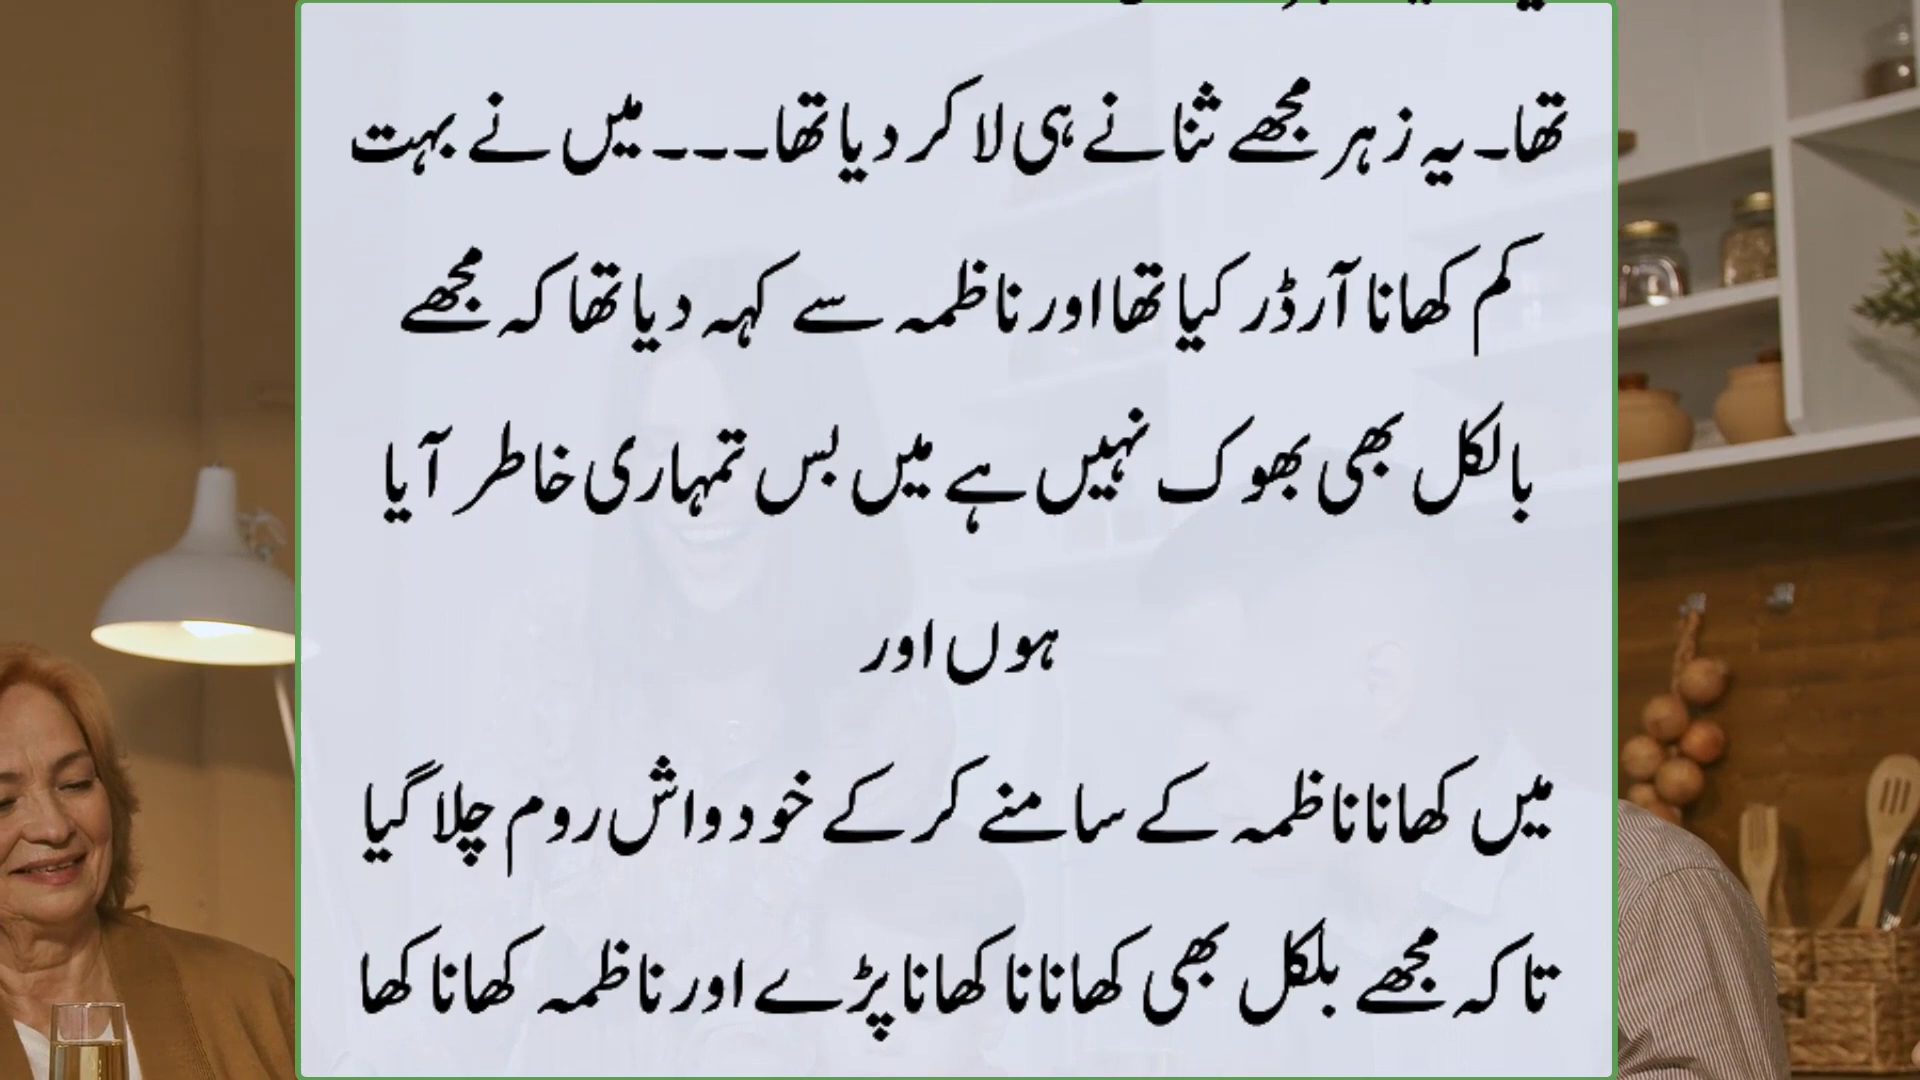 تھا۔ یہ زہر مجھے ثنا نے ہی لا کر دیا تھا۔۔۔ میں نے بہت
کم کھانا آرڈر کیا تھا اور ناظمہ سے کہہ دیا تھا کہ مجھے
بالکل بھی بھوک نہیں ہے میں بس تمہاری خاطر آیا
ہوں اور
میں کھانا ناظمہ کے سامنے کر کے خود واش روم چلا گیا
تا کہ مجھے بلکل بھی کھانا نا کھانا پڑے اور ناظمہ کھانا کھا